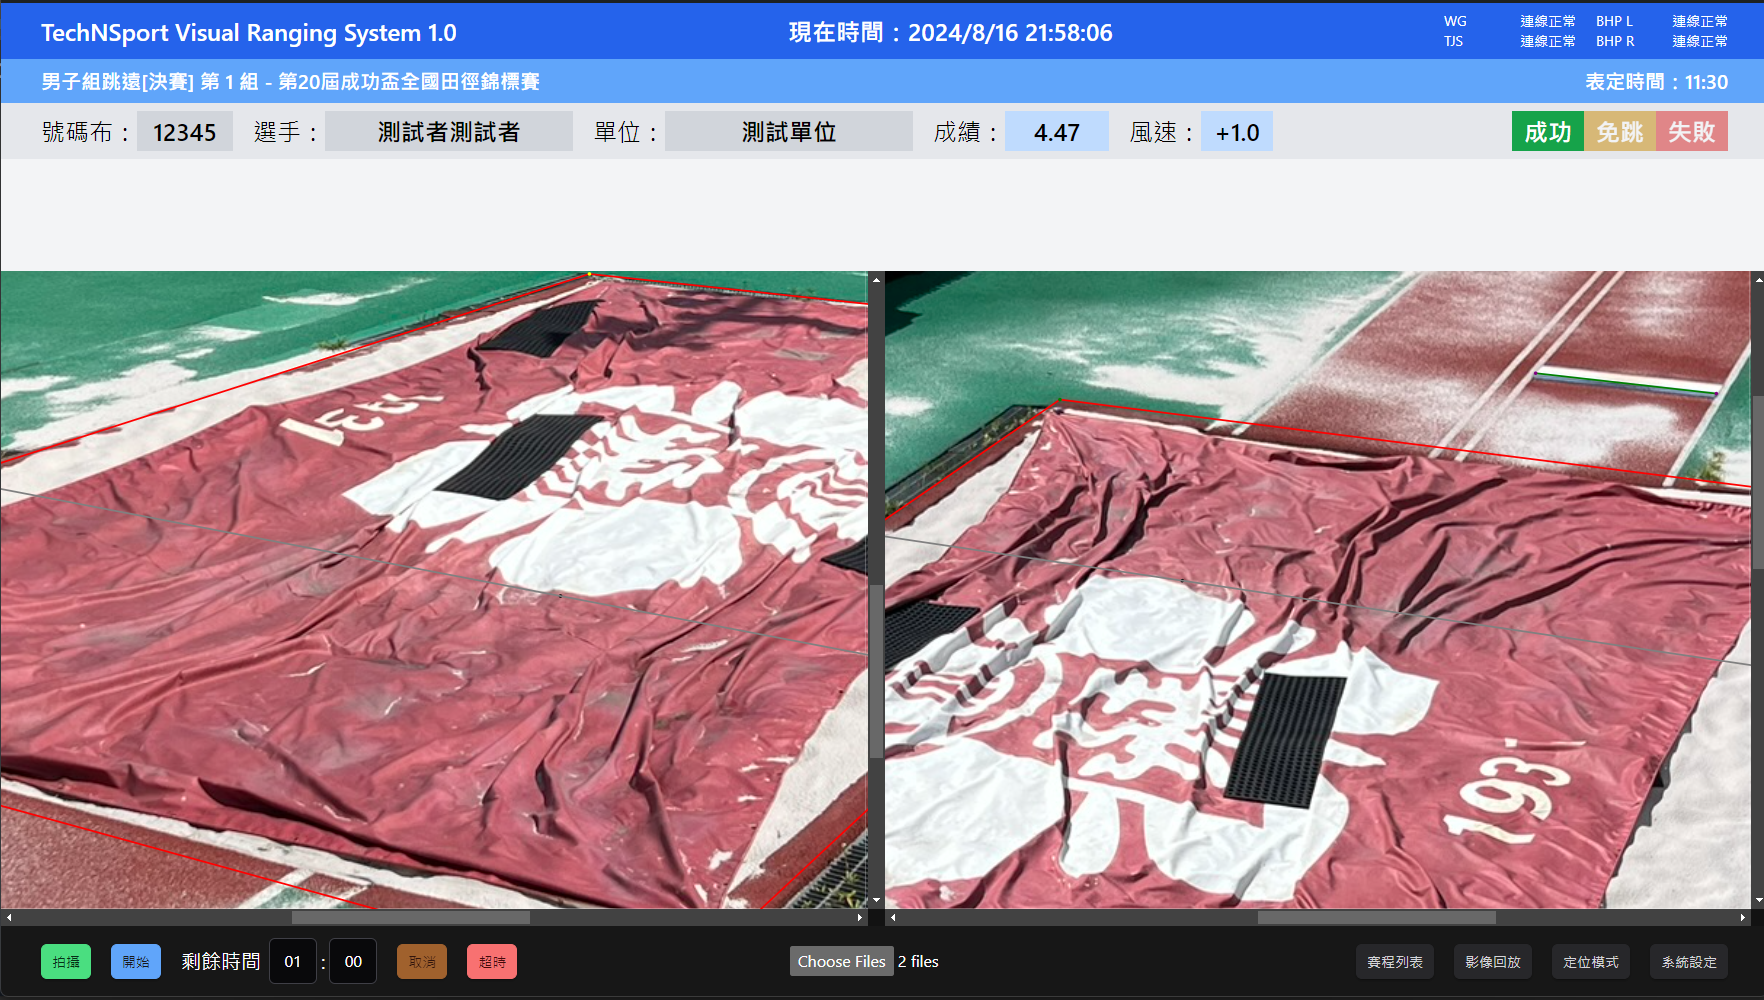 TechNSport Visual Ranging System 1.0
現在時間：2024/8/16 21:58:06
WG 連線正常 BHP L 連線正常
TJS 連線正常 BHP R 連線正常
男子組跳遠[決賽] 第 1 組 - 第20屆成功盃全國田徑錦標賽
表定時間：11:30
號碼布： 12345 選手： 測試者測試者 單位： 測試單位 成績： 4.47 風速： +1.0 成功 免跳 失敗
193
193
拍攝 開始 剩餘時間 01 : 00 取消 超時 Choose Files 2 files 賽程列表 影像回放 定位模式 系統設定